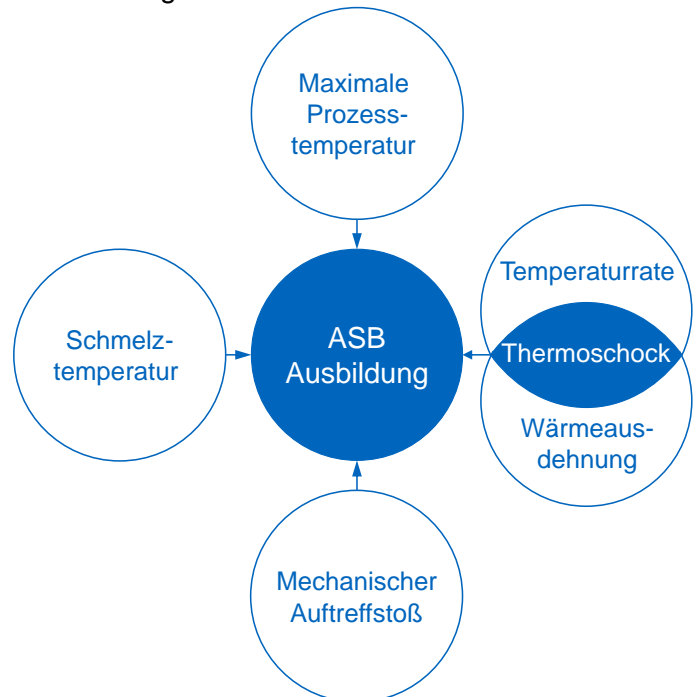 Maximale
Prozess-
temperatur
Temperaturrate
Schmelz-
temperatur
ASB
Ausbildung
Thermoschock
Wärmeaus-
dehnung
Mechanischer
Auftreffstoß